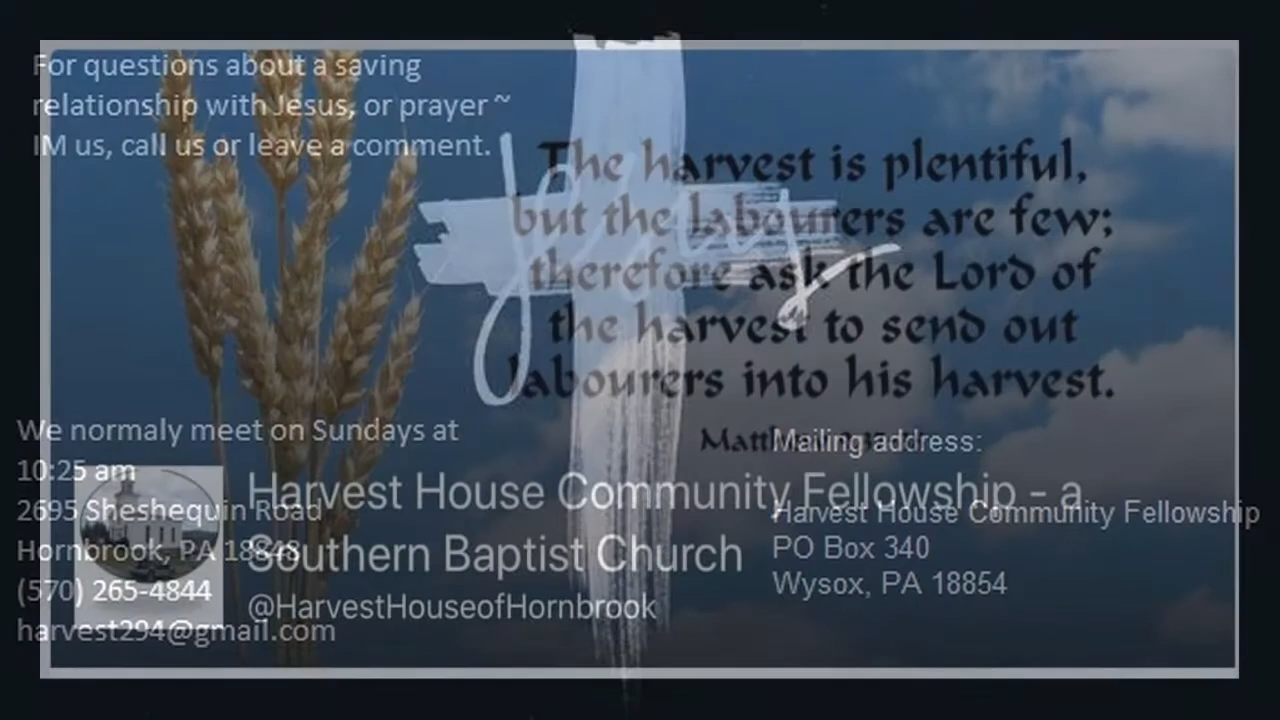 For questions about a saving
relationship with Jesus, or prayer ~
IM us, call us or leave a comment.
Jesus
The harvest is plentiful,
but the labourers are few;
therefore ask the Lord of
the harvest to send out
labourers into his harvest.
We normaly meet on Sundays at
10:25 am
2695 Sheshequin Road
Hornbrook, PA 18848
(570) 265-4844
harvest294@gmail.com
Harvest House Community Fellowship - a
Southern Baptist Church
@HarvestHouseofHornbrook
Mailing address:
Harvest House Community Fellowship
PO Box 340
Wysox, PA 18854